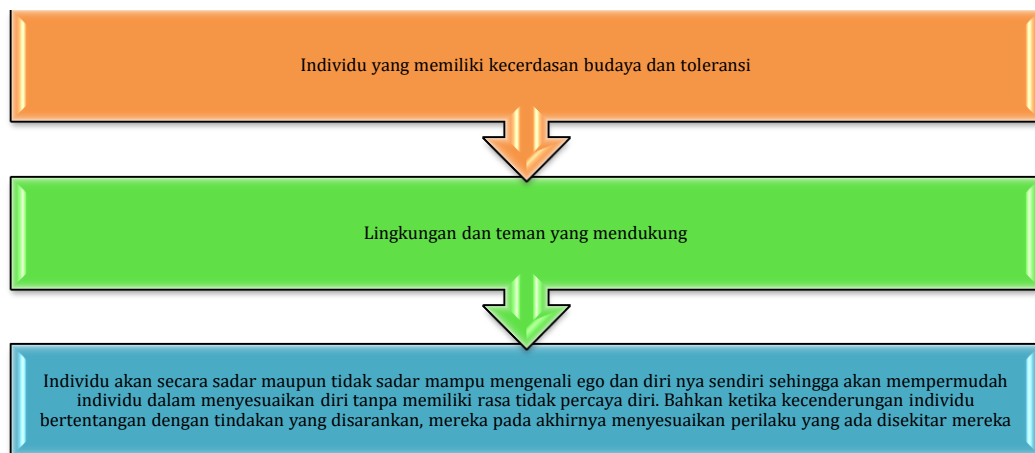 Individu yang memiliki kecerdasan budaya dan toleransi
Lingkungan dan teman yang mendukung
Individu akan secara sadar maupun tidak sadar mampu mengenali ego dan diri nya sendiri sehingga akan mempermudah
individu dalam menyesuaikan diri tanpa memiliki rasa tidak percaya diri. Bahkan ketika kecenderungan individu
bertentangan dengan tindakan yang disarankan, mereka pada akhirnya menyesuaikan perilaku yang ada disekitar mereka